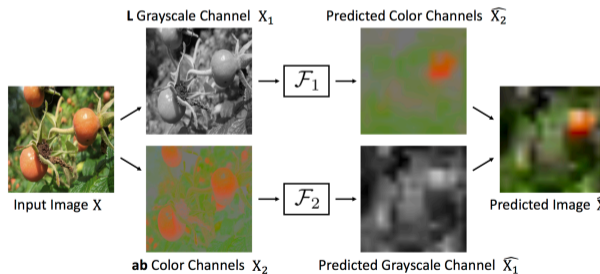 L Grayscale Channel X₁
Predicted Color Channels X̂₂
F₁
Input Image X
F₂
Predicted Image X̂
ab Color Channels X₂
Predicted Grayscale Channel X̂₁